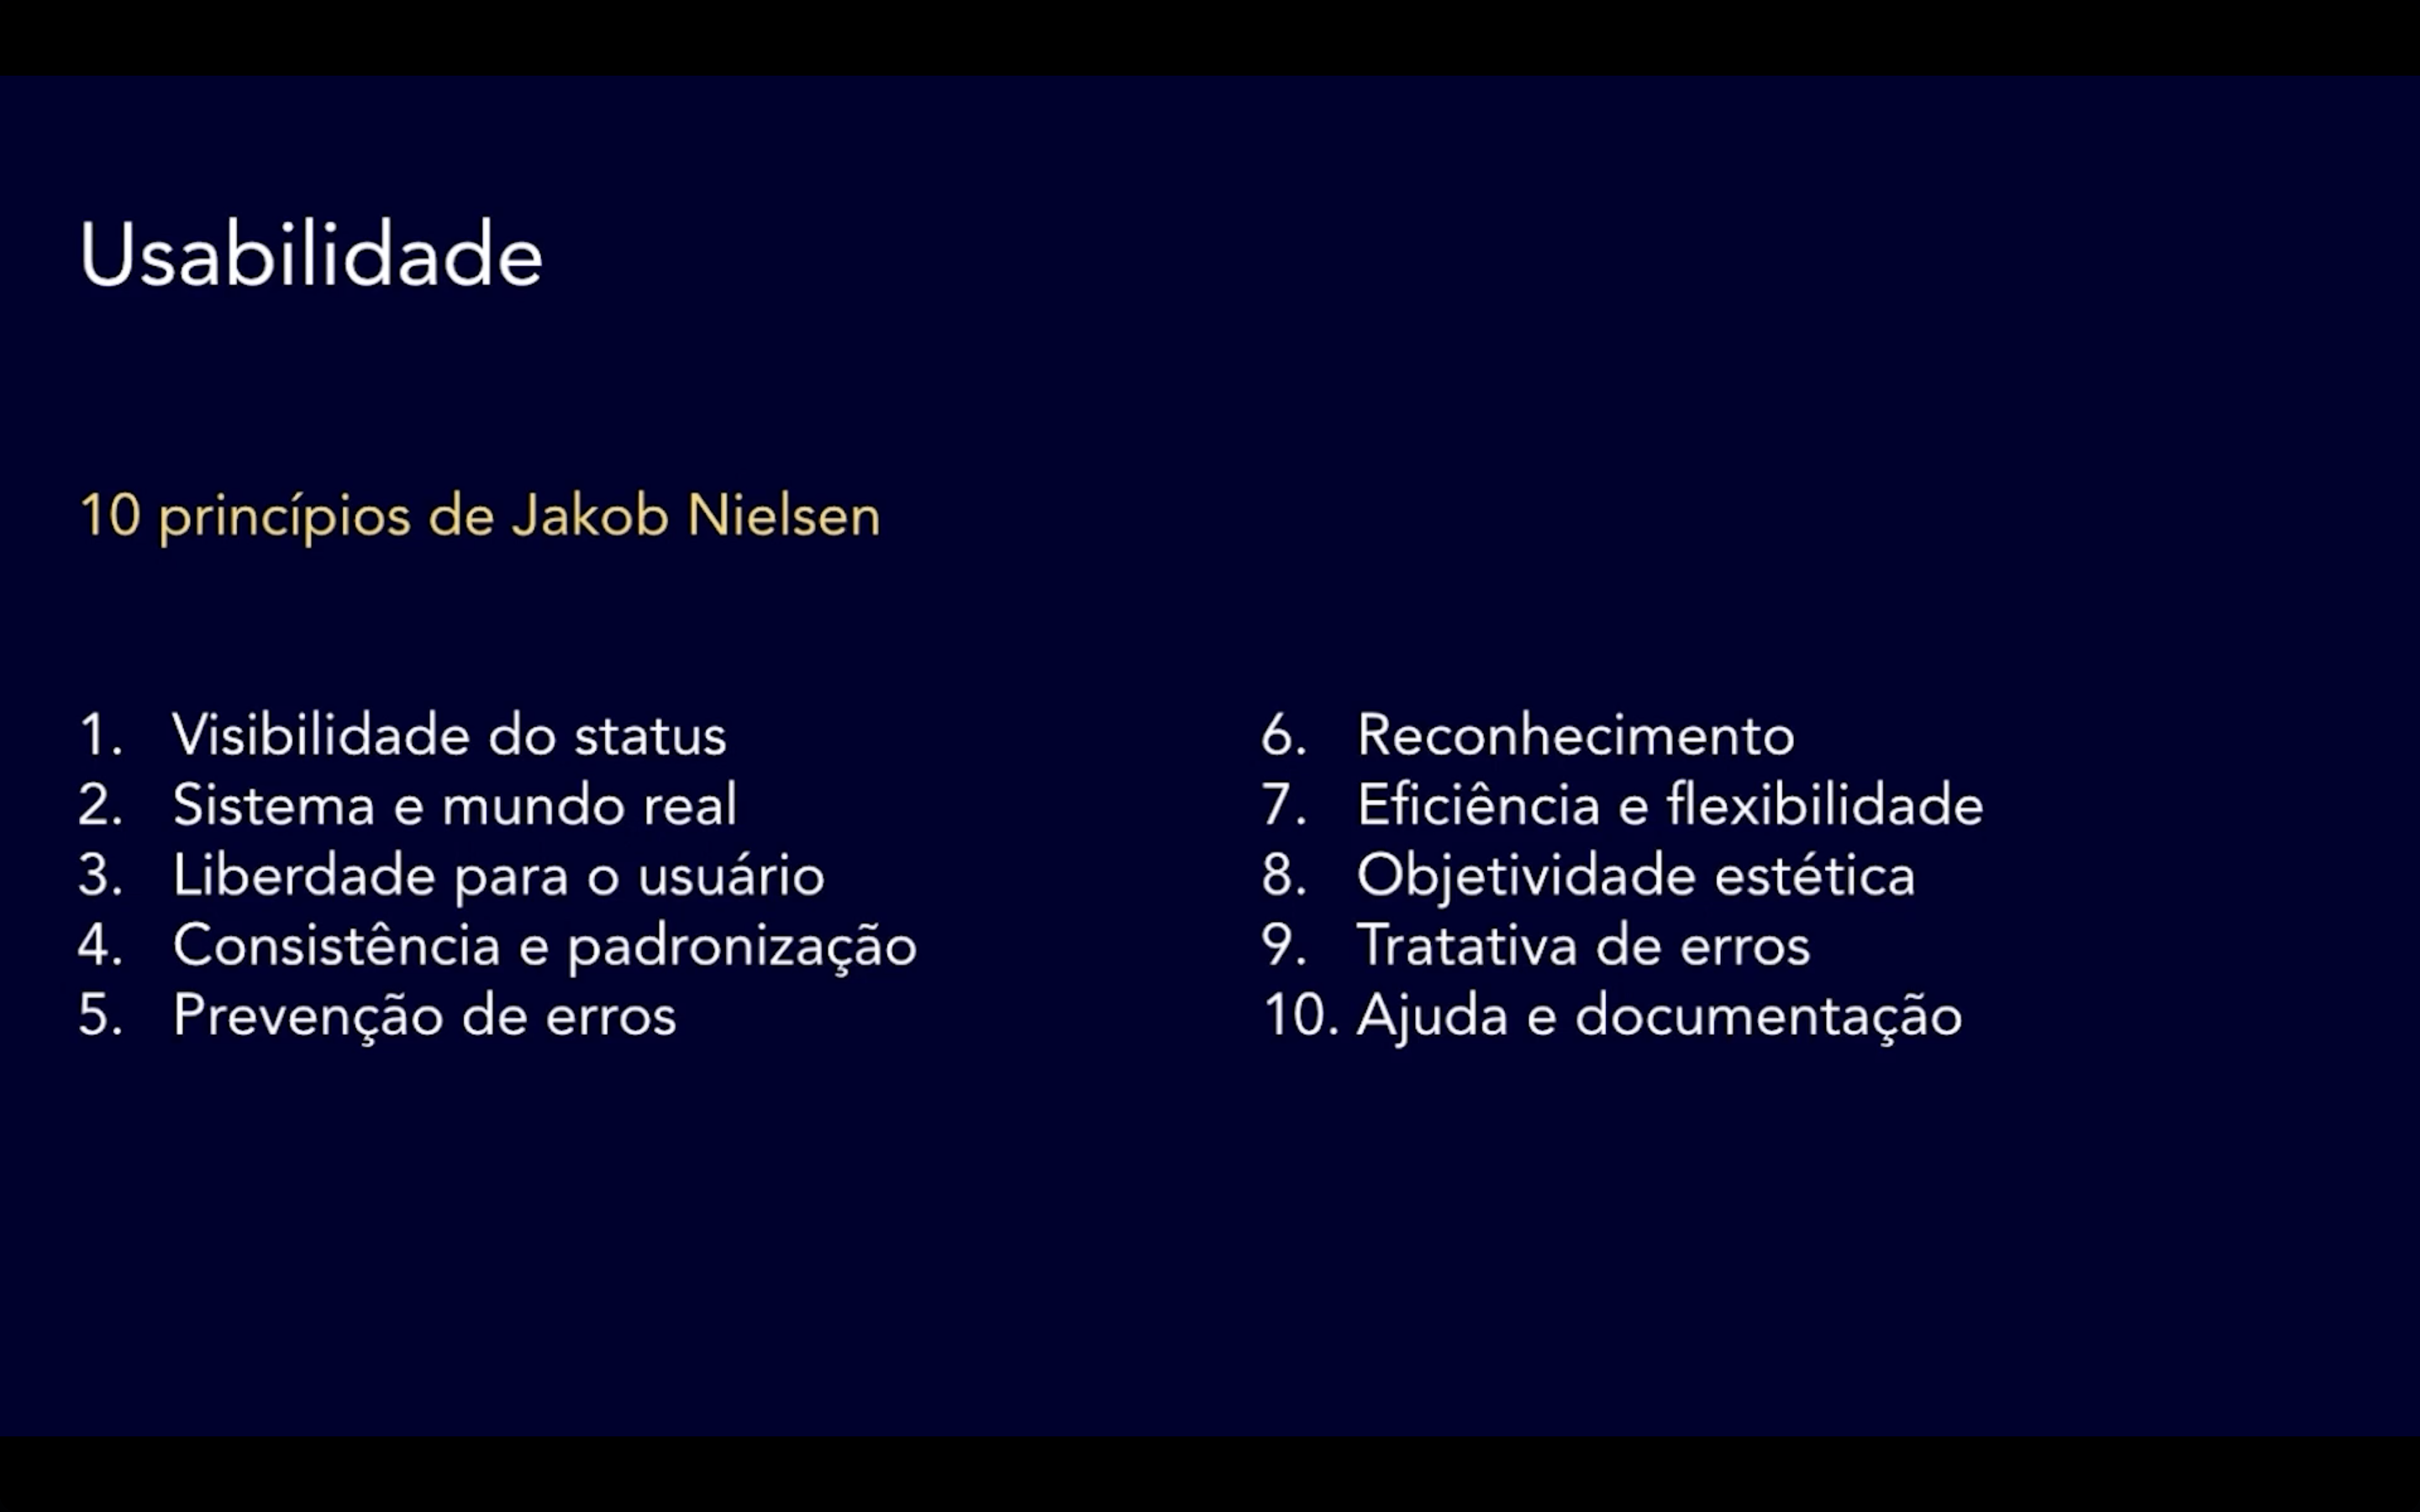 Usabilidade
10 princípios de Jakob Nielsen
1. Visibilidade do status
2. Sistema e mundo real
3. Liberdade para o usuário
4. Consistência e padronização
5. Prevenção de erros
6. Reconhecimento
7. Eficiência e flexibilidade
8. Objetividade estética
9. Tratativa de erros
10. Ajuda e documentação